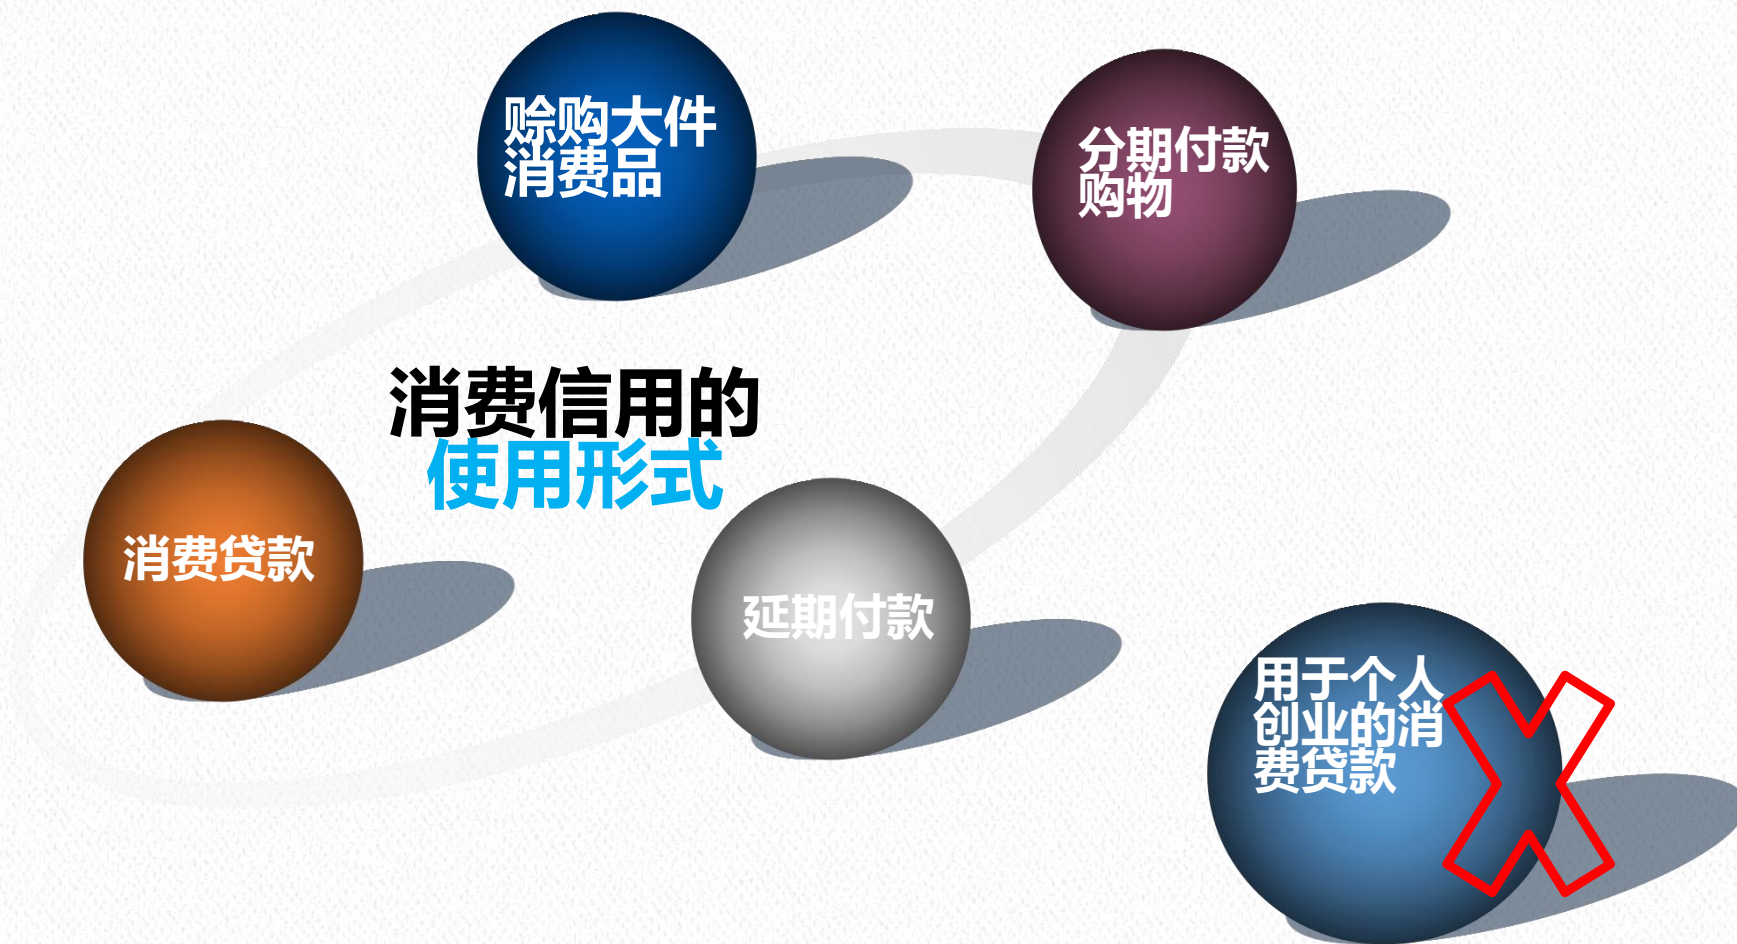 赊购大件
消费品
分期付款
购物
消费信用的
使用形式
消费贷款
延期付款
用于个人
创业的消
费贷款